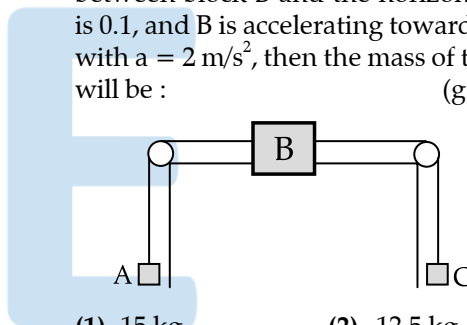 between block B and the horizon
is 0.1, and B is accelerating toward
with a = 2 m/s², then the mass of t
will be : (g
B
A
C
(1) 15 kg (2) 12.5 kg